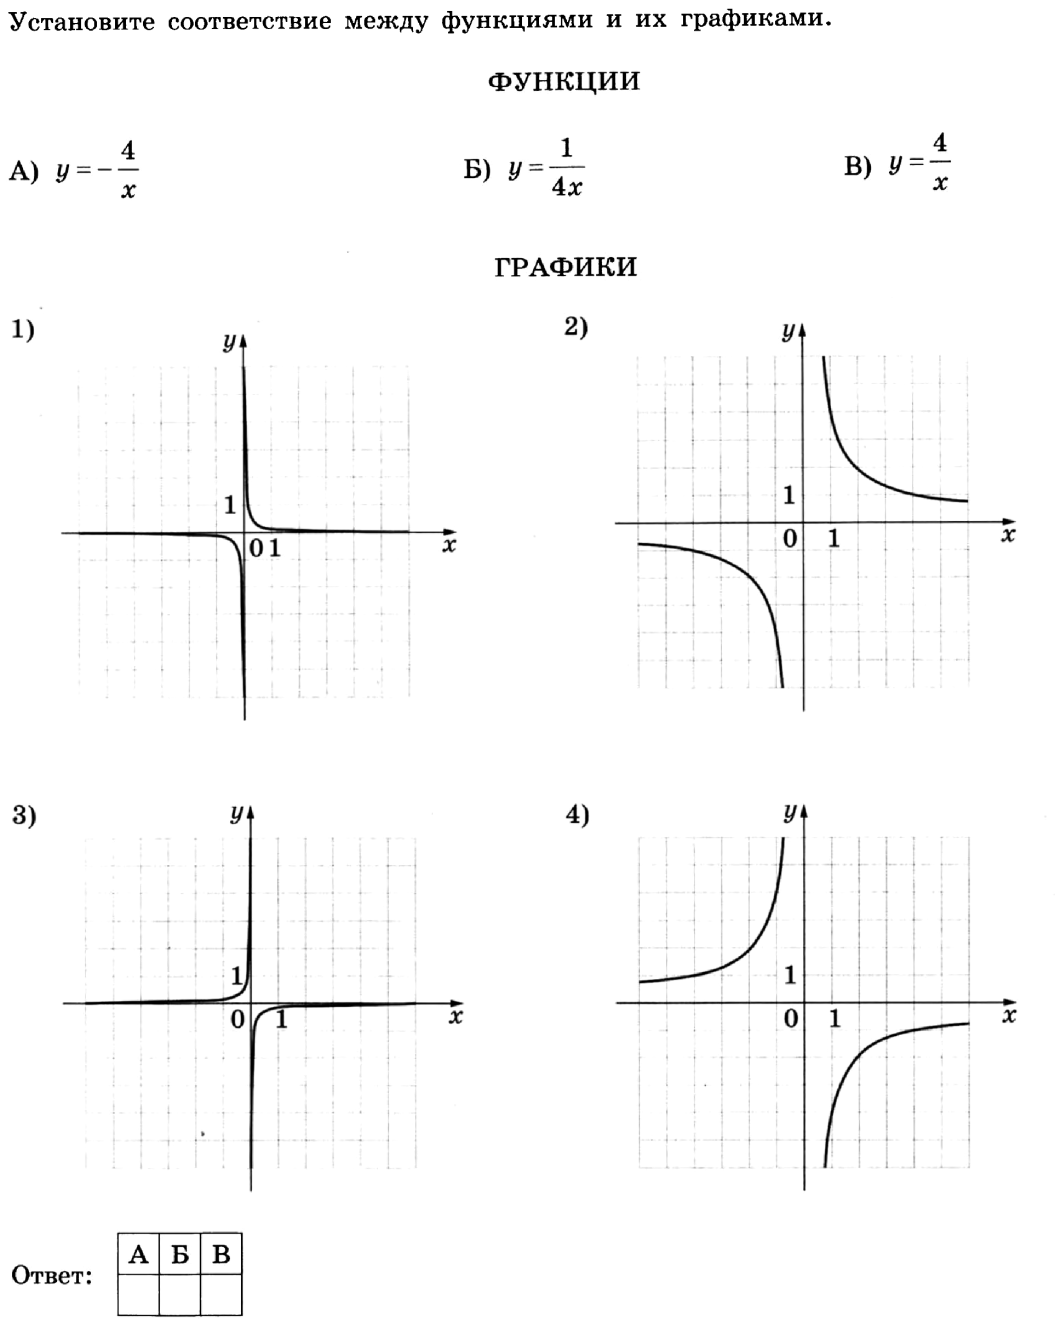 Установите соответствие между функциями и их графиками.
ФУНКЦИИ
А) y = -4/x Б) y = 1/4x В) y = 4/x
ГРАФИКИ
1) 2)
y
1
0 1 x
y
1
0 1 x
3) 4)
y
1
0 1 x
y
1
0 1 x
Ответ:
А Б В